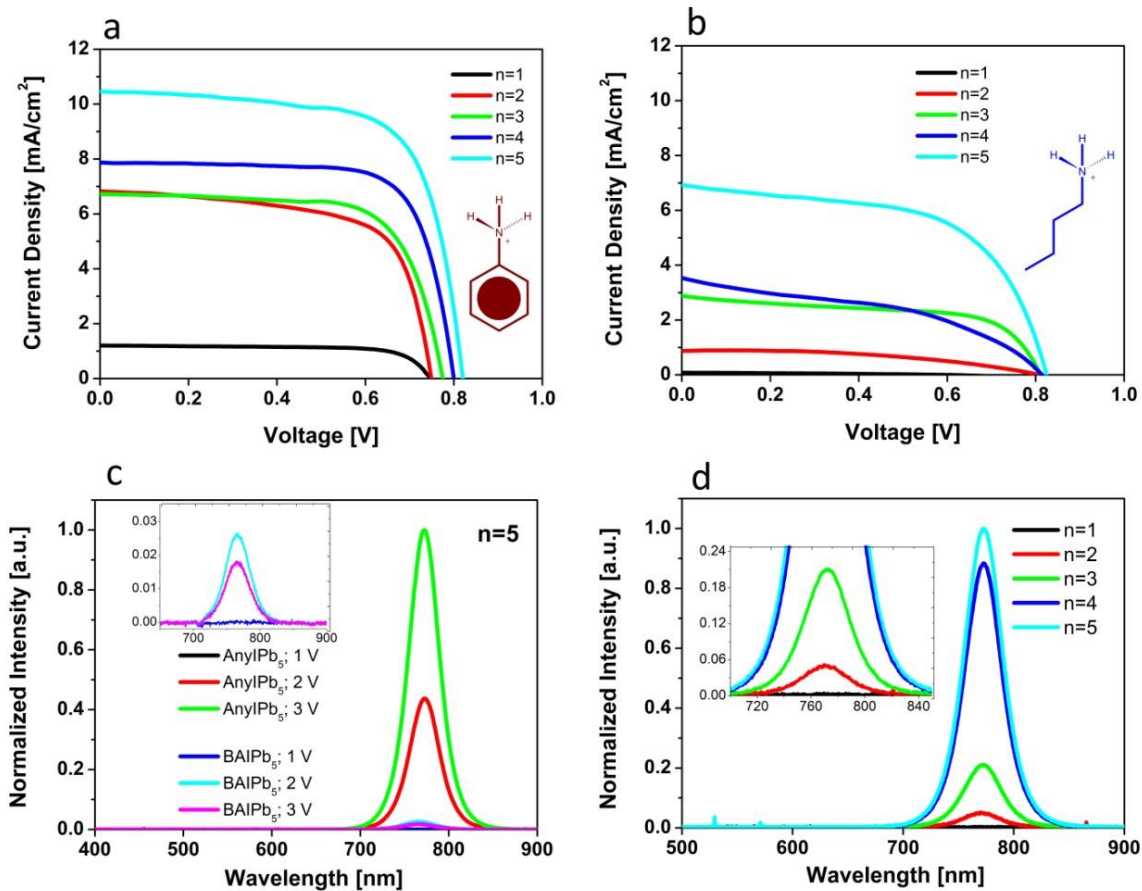 a
Current Density [mA/cm²]
12
10
8
6
4
2
0
0.0 0.2 0.4 0.6 0.8 1.0
Voltage [V]
n=1
n=2
n=3
n=4
n=5
H
H H
N
+
b
Current Density [mA/cm²]
12
10
8
6
4
2
0
0.0 0.2 0.4 0.6 0.8 1.0
Voltage [V]
n=1
n=2
n=3
n=4
n=5
H
H H
N
+
c
Normalized Intensity [a.u.]
1.0
0.8
0.6
0.4
0.2
0.0
400 500 600 700 800 900
Wavelength [nm]
n=5
0.03
0.02
0.01
0.00
700 800 900
AnyIPb₅; 1 V
AnyIPb₅; 2 V
AnyIPb₅; 3 V
BAIPb₅; 1 V
BAIPb₅; 2 V
BAIPb₅; 3 V
d
Normalized Intensity [a.u.]
1.0
0.8
0.6
0.4
0.2
0.0
500 600 700 800 900
Wavelength [nm]
n=1
n=2
n=3
n=4
n=5
0.24
0.18
0.12
0.06
0.00
720 760 800 840